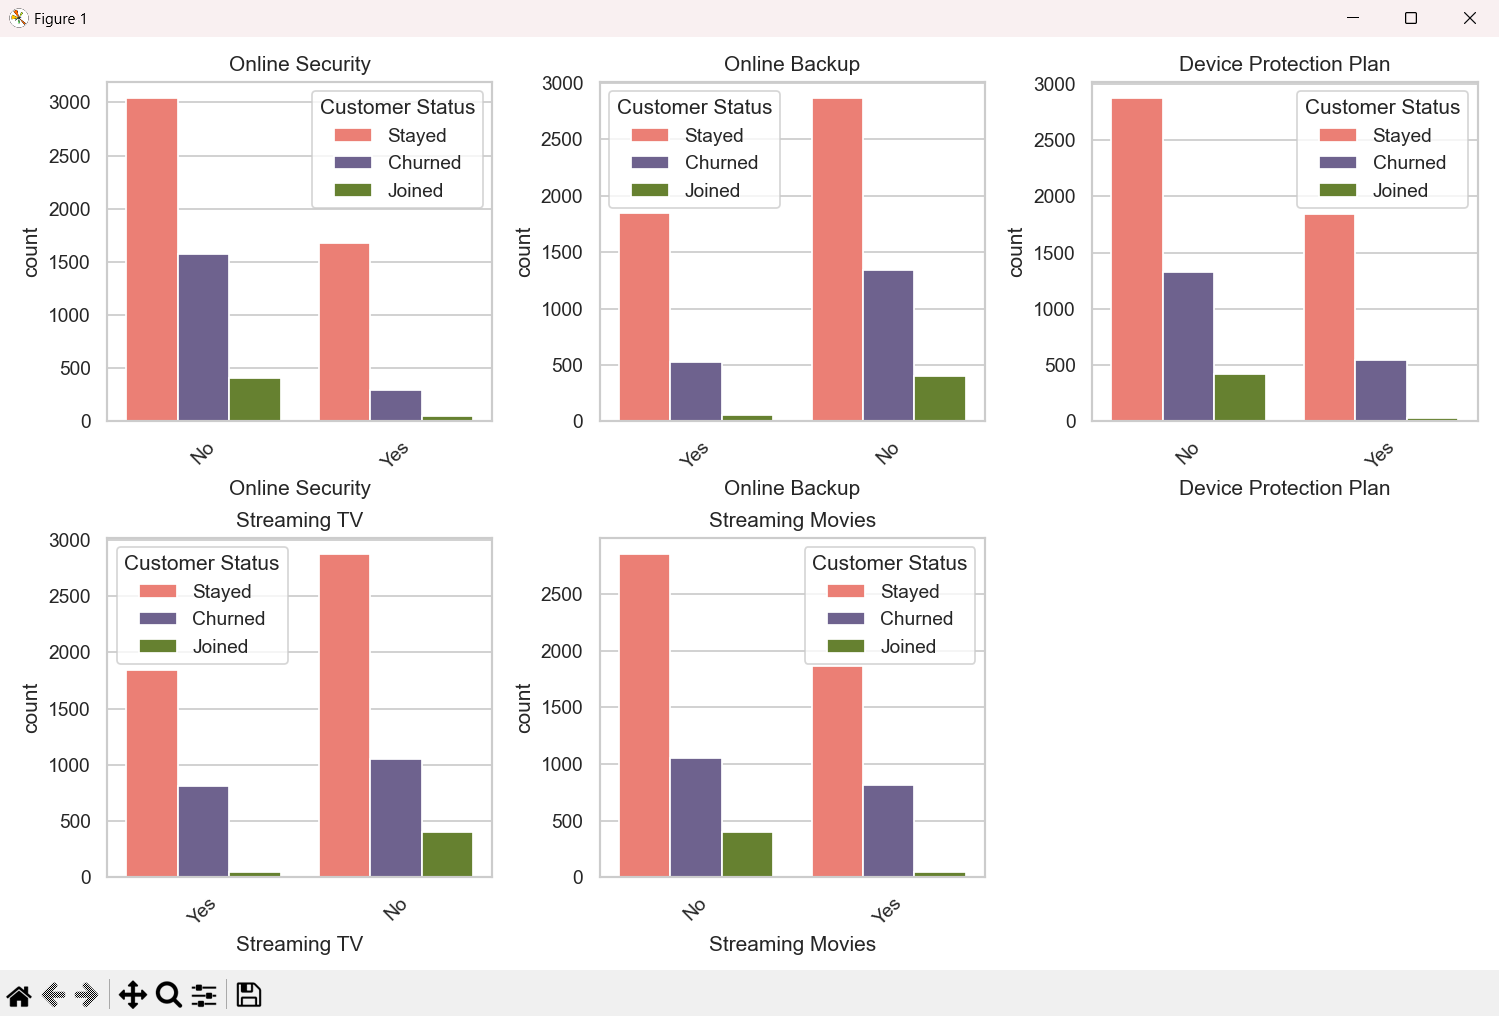 Figure 1
Online Security
3000
2500
2000
1500
1000
500
0
count
Customer Status
Stayed
Churned
Joined
No
Yes
Online Security
Online Backup
3000
2500
2000
1500
1000
500
0
count
Customer Status
Stayed
Churned
Joined
Yes
No
Online Backup
Device Protection Plan
3000
2500
2000
1500
1000
500
0
count
Customer Status
Stayed
Churned
Joined
No
Yes
Device Protection Plan
Streaming TV
3000
2500
2000
1500
1000
500
0
count
Customer Status
Stayed
Churned
Joined
Yes
No
Streaming TV
Streaming Movies
2500
2000
1500
1000
500
0
count
Customer Status
Stayed
Churned
Joined
No
Yes
Streaming Movies